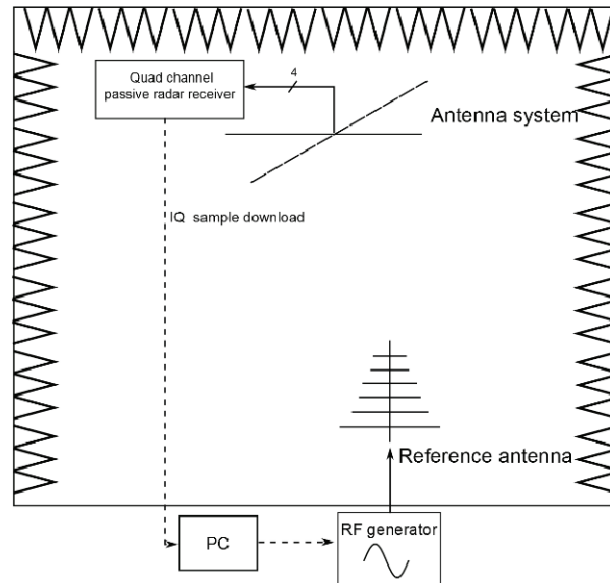 Quad channel
passive radar receiver
4
Antenna system
IQ sample download
Reference antenna
PC
RF generator